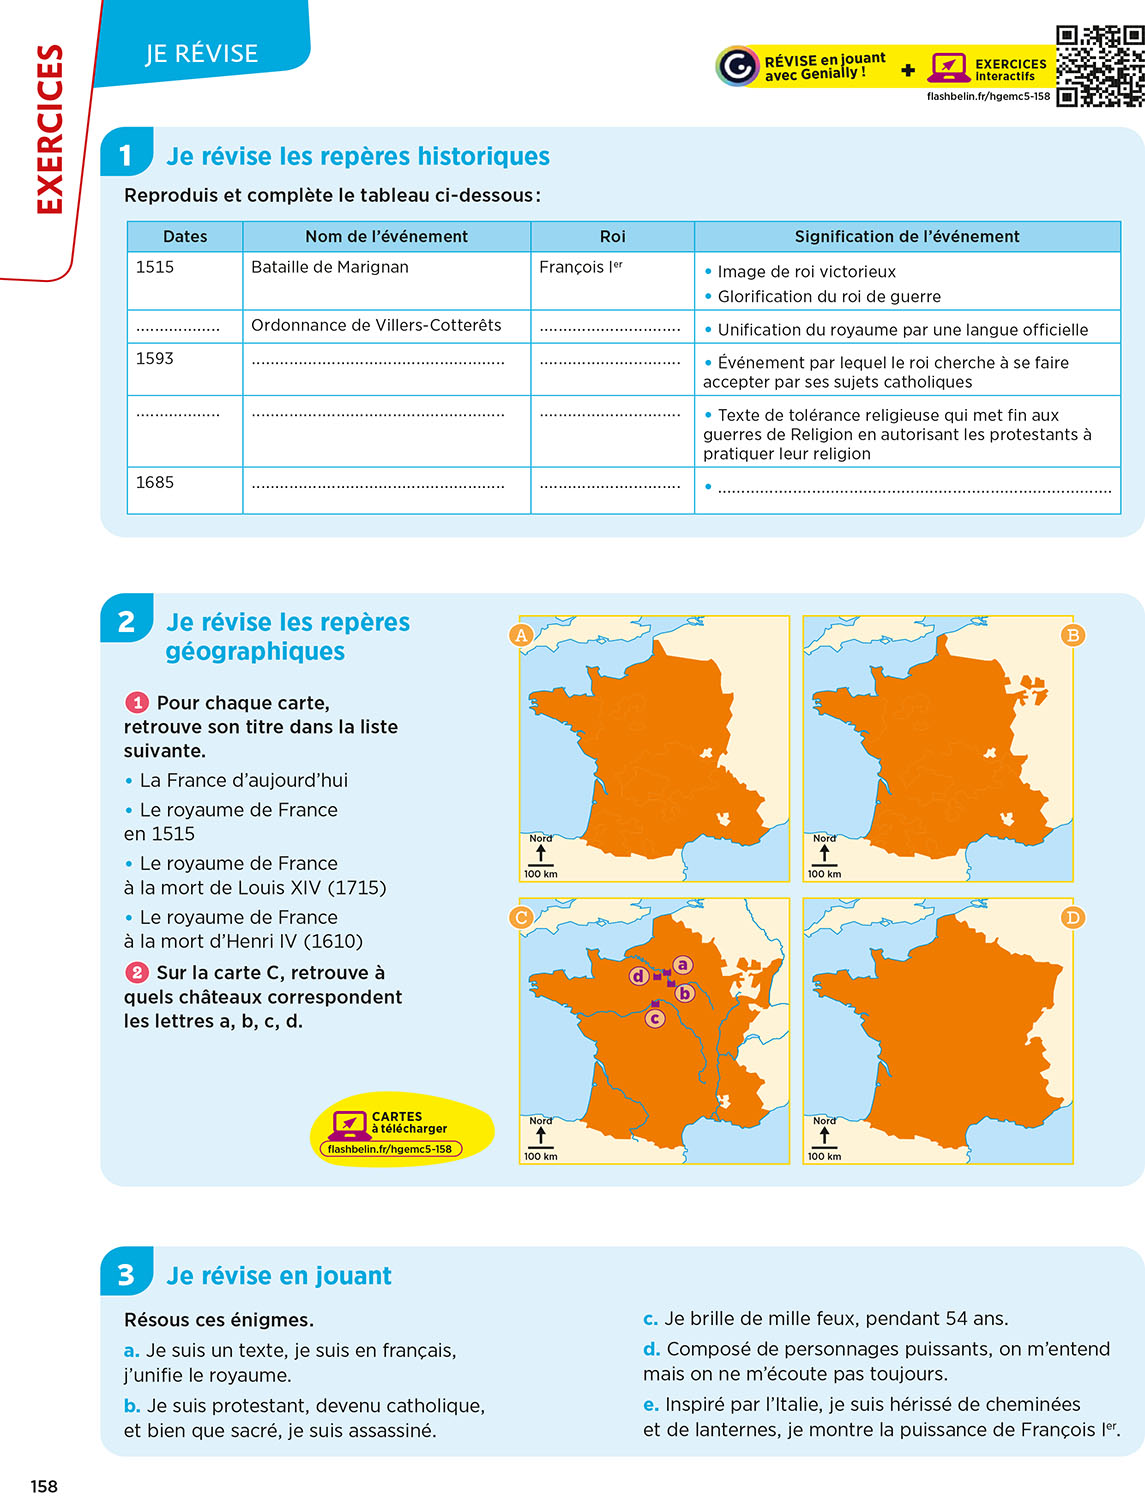 EXERCICES
JE RÉVISE
RÉVISE en jouant
avec Genially !
+
EXERCICES
interactifs
flashbelin.fr/hgemc5-158
1 Je révise les repères historiques
Reproduis et complète le tableau ci-dessous :
Dates Nom de l'événement Roi Signification de l'événement
1515 Bataille de Marignan François Ier • Image de roi victorieux
• Glorification du roi de guerre
.................. Ordonnance de Villers-Cotterêts .............................. • Unification du royaume par une langue officielle
1593 ...................................................... .............................. • Événement par lequel le roi cherche à se faire
accepter par ses sujets catholiques
.................. ...................................................... .............................. • Texte de tolérance religieuse qui met fin aux
guerres de Religion en autorisant les protestants à
pratiquer leur religion
1685 ...................................................... .............................. • ....................................................................................
2 Je révise les repères
géographiques
1 Pour chaque carte,
retrouve son titre dans la liste
suivante.
• La France d'aujourd'hui
• Le royaume de France
en 1515
• Le royaume de France
à la mort de Louis XIV (1715)
• Le royaume de France
à la mort d'Henri IV (1610)
2 Sur la carte C, retrouve à
quels châteaux correspondent
les lettres a, b, c, d.
CARTES
à télécharger
flashbelin.fr/hgemc5-158
A
Nord
100 km
B
Nord
100 km
C
a
d
b
c
Nord
100 km
D
Nord
100 km
3 Je révise en jouant
Résous ces énigmes.
a. Je suis un texte, je suis en français,
j'unifie le royaume.
b. Je suis protestant, devenu catholique,
et bien que sacré, je suis assassiné.
c. Je brille de mille feux, pendant 54 ans.
d. Composé de personnages puissants, on m'entend
mais on ne m'écoute pas toujours.
e. Inspiré par l'Italie, je suis hérissé de cheminées
et de lanternes, je montre la puissance de François Ier.
158